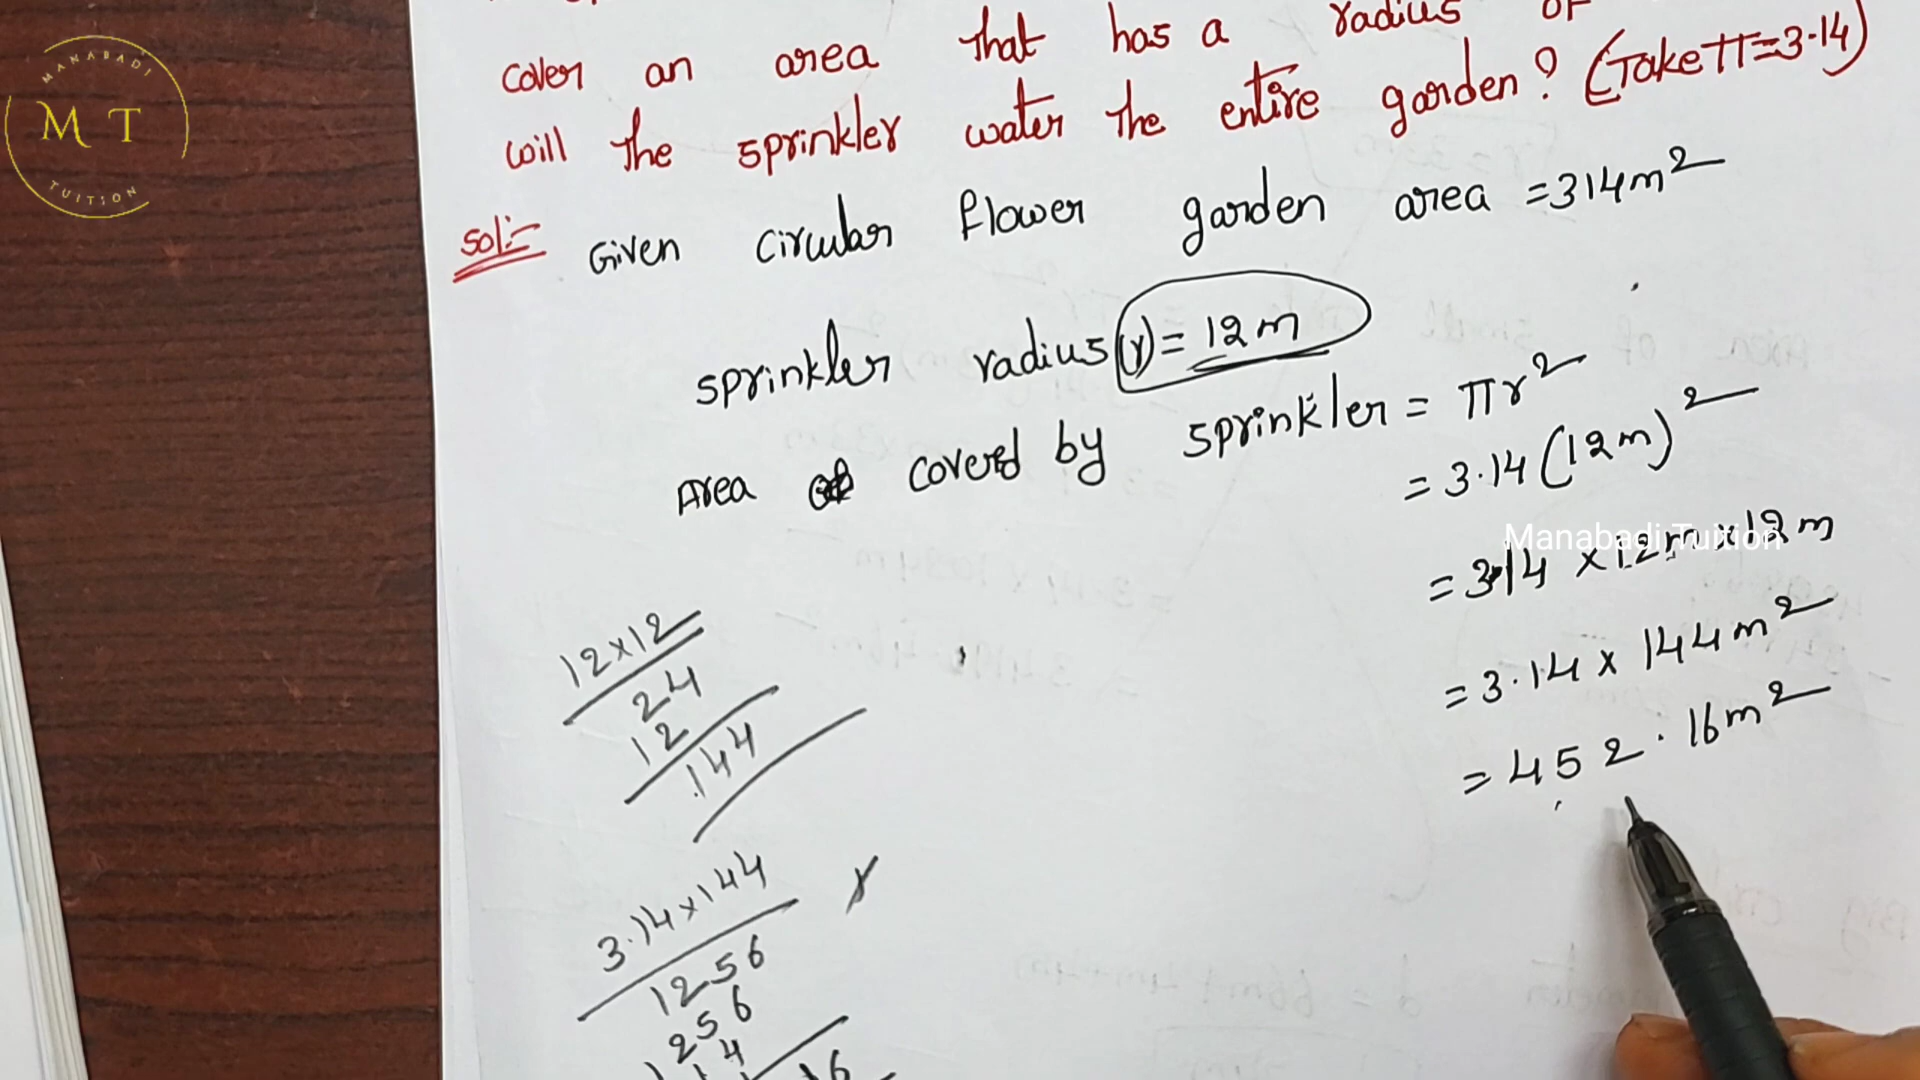 MANABADI
M T
TUITION
cover an area that has a radius of
will the sprinkler water the entire garden? (Take π=3.14)
Sol:-
Given circular flower garden area =314m²
sprinkler radius (r)= 12m
Area covered by sprinkler = πr²
= 3.14 (12m)²
= 3.14 ×12m×12m
Manabadi Tuition
= 3.14 × 144m²
= 452.16m²
12×12
24
12
144
3.14×144
1256
1256